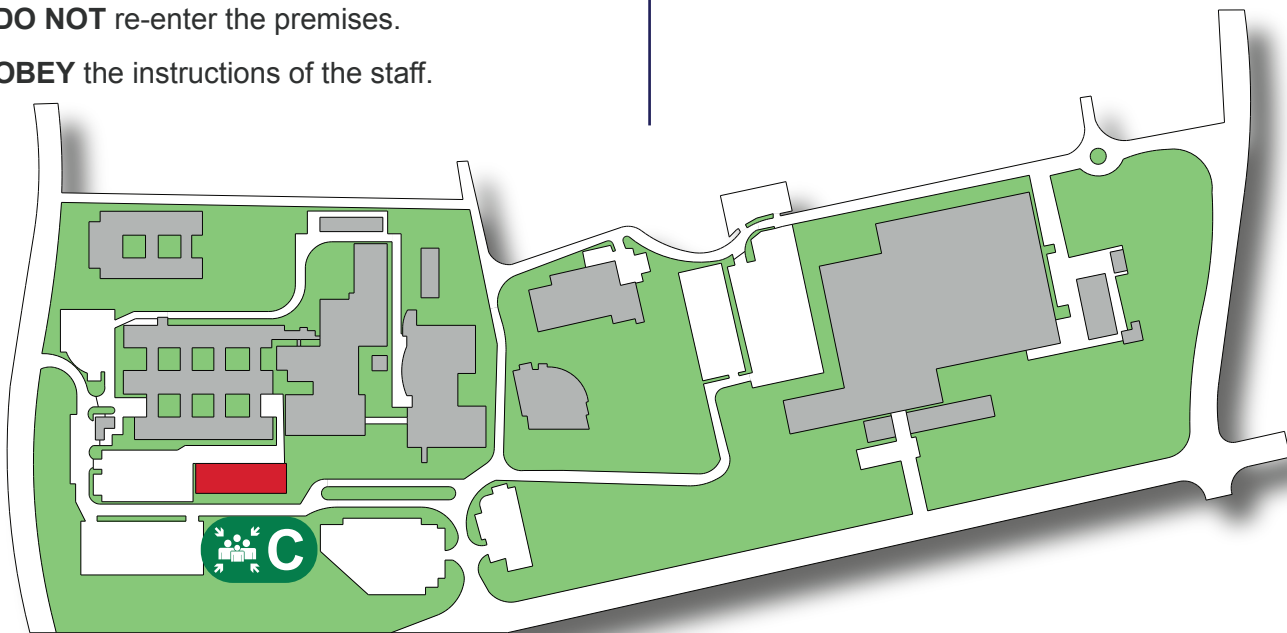 DO NOT re-enter the premises.
OBEY the instructions of the staff.
C